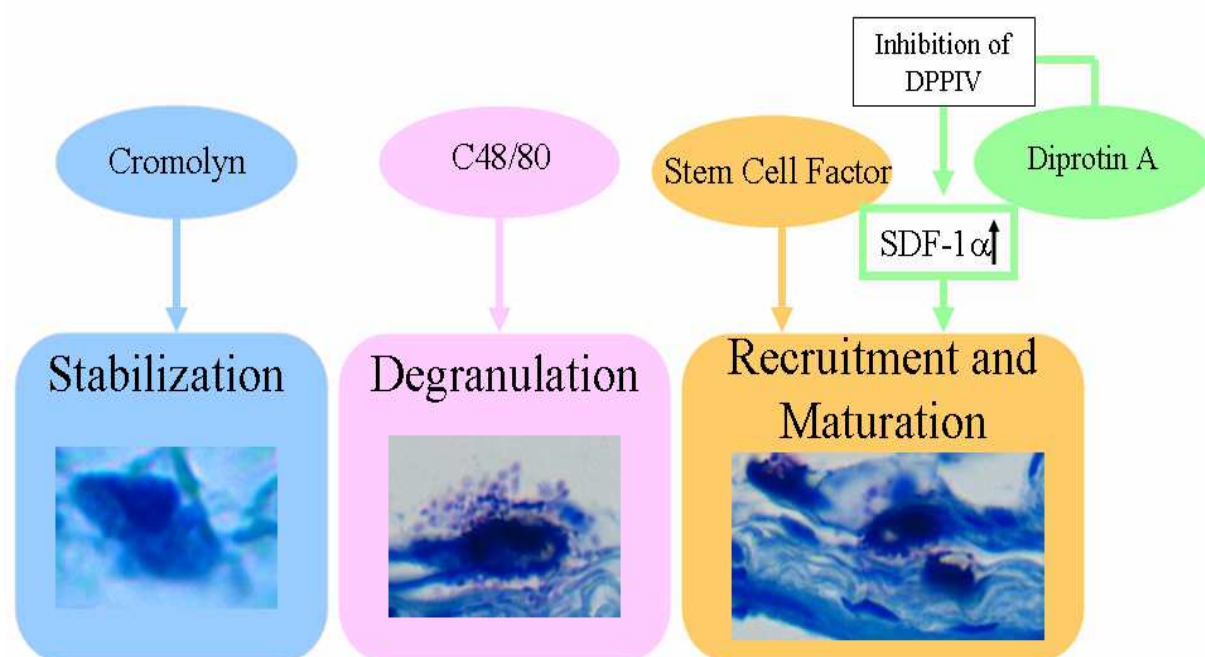 Inhibition of
DPPIV
Cromolyn
C48/80
Stem Cell Factor
Diprotin A
SDF-1α
Stabilization
Degranulation
Recruitment and
Maturation